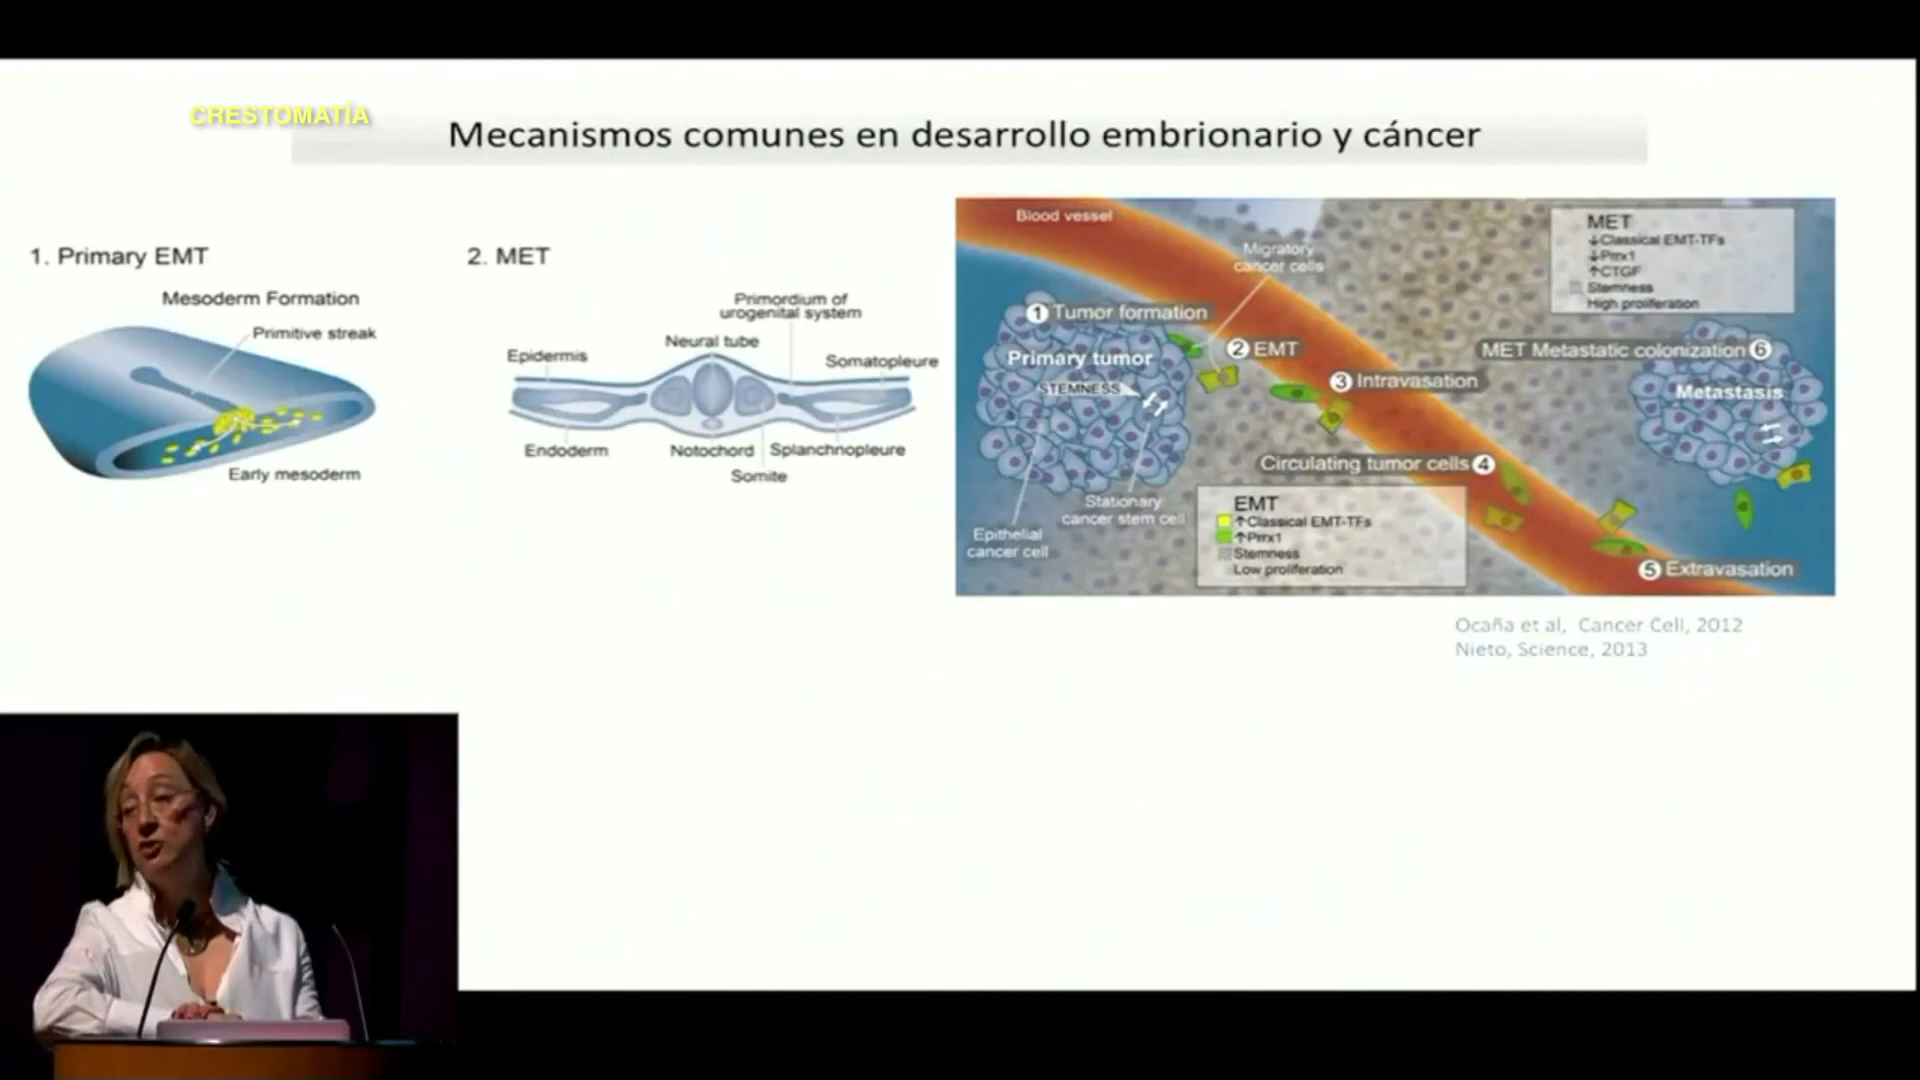 CRESTOMATÍA
Mecanismos comunes en desarrollo embrionario y cáncer
1. Primary EMT
Mesoderm Formation
Primitive streak
Early mesoderm
2. MET
Primordium of
urogenital system
Neural tube
Epidermis
Somatopleure
Endoderm
Notochord
Splanchnopleure
Somite
Blood vessel
Migratory
cancer cells
MET
↓Classical EMT-TFs
↓Prrx1
↑CTGF
Stemness
High proliferation
1 Tumor formation
Primary tumor
STEMNESS
2 EMT
3 Intravasation
MET Metastatic colonization 6
Metastasis
Circulating tumor cells 4
Stationary
cancer stem cell
Epithelial
cancer cell
EMT
↑Classical EMT-TFs
↑Prrx1
Stemness
Low proliferation
5 Extravasation
Ocaña et al, Cancer Cell, 2012
Nieto, Science, 2013